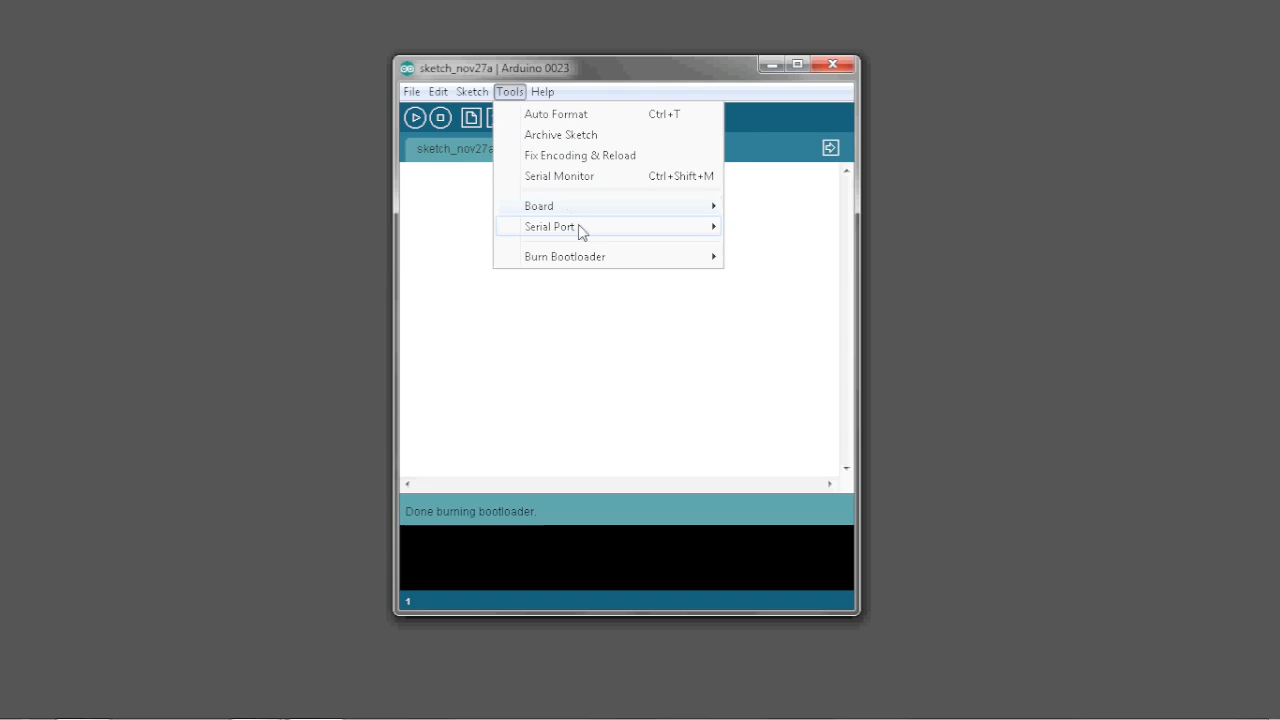 sketch_nov27a | Arduino 0023
File Edit Sketch Tools Help
sketch_nov27a
Auto Format Ctrl+T
Archive Sketch
Fix Encoding & Reload
Serial Monitor Ctrl+Shift+M
Board
Serial Port
Burn Bootloader
Done burning bootloader.
1